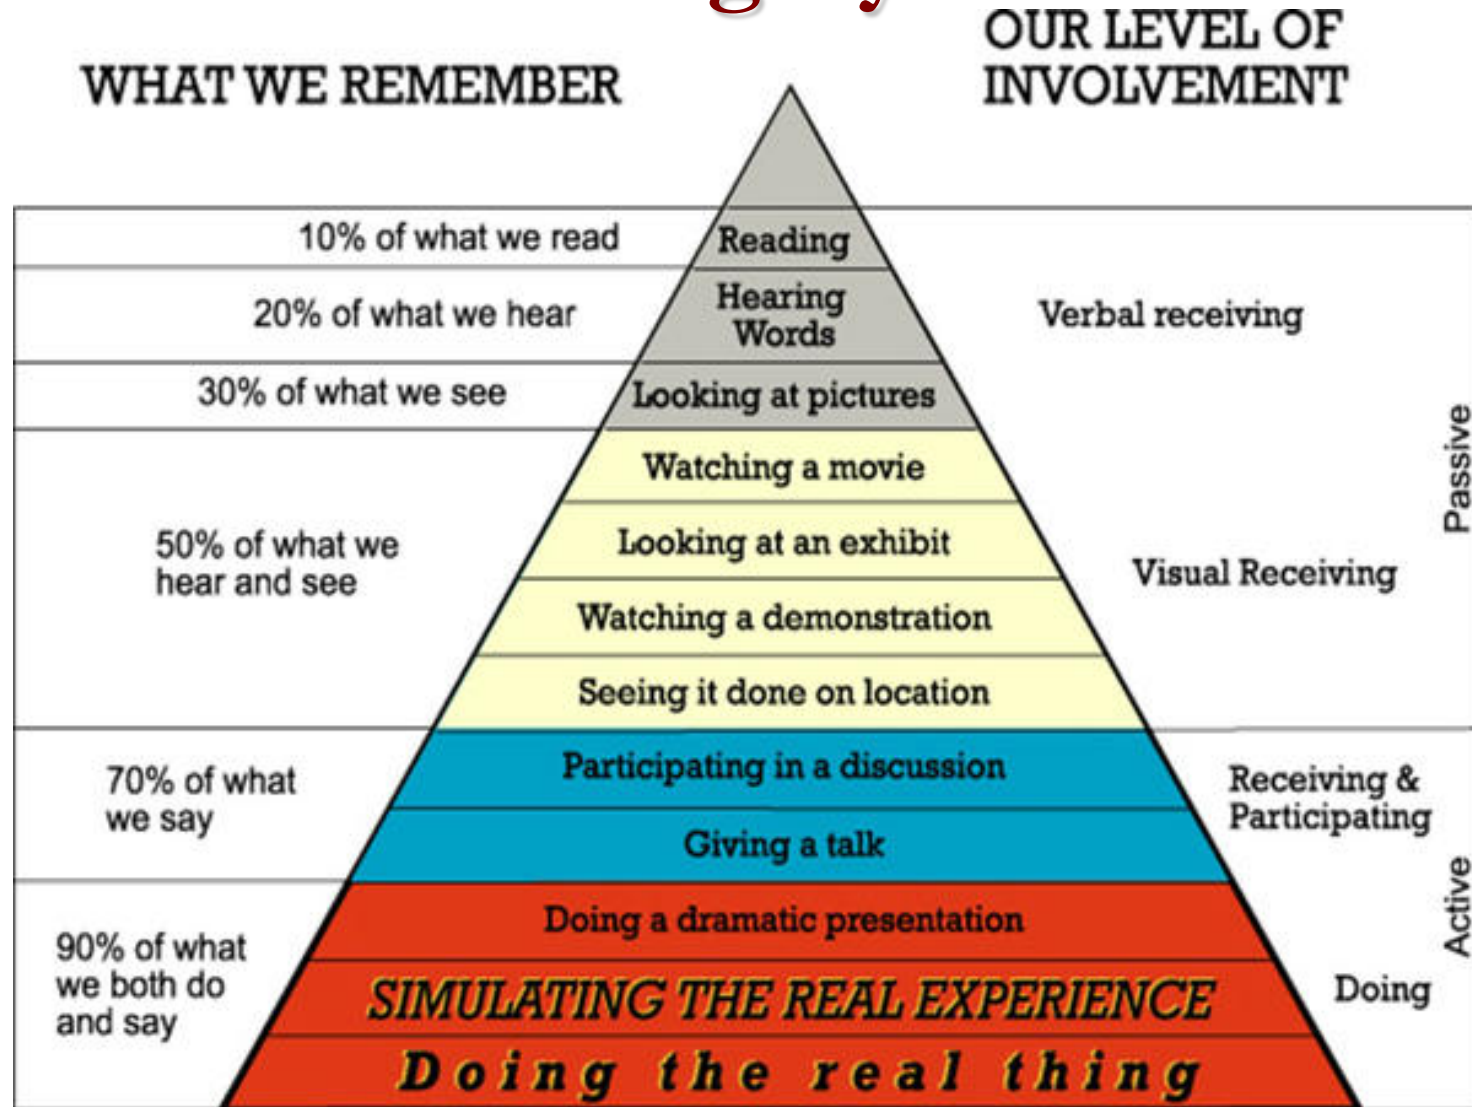 WHAT WE REMEMBER
OUR LEVEL OF
INVOLVEMENT
10% of what we read
Reading
20% of what we hear
Hearing
Words
Verbal receiving
30% of what we see
Looking at pictures
Passive
50% of what we
hear and see
Watching a movie
Looking at an exhibit
Watching a demonstration
Seeing it done on location
Visual Receiving
70% of what
we say
Participating in a discussion
Giving a talk
Receiving &
Participating
Active
90% of what
we both do
and say
Doing a dramatic presentation
SIMULATING THE REAL EXPERIENCE
Doing the real thing
Doing